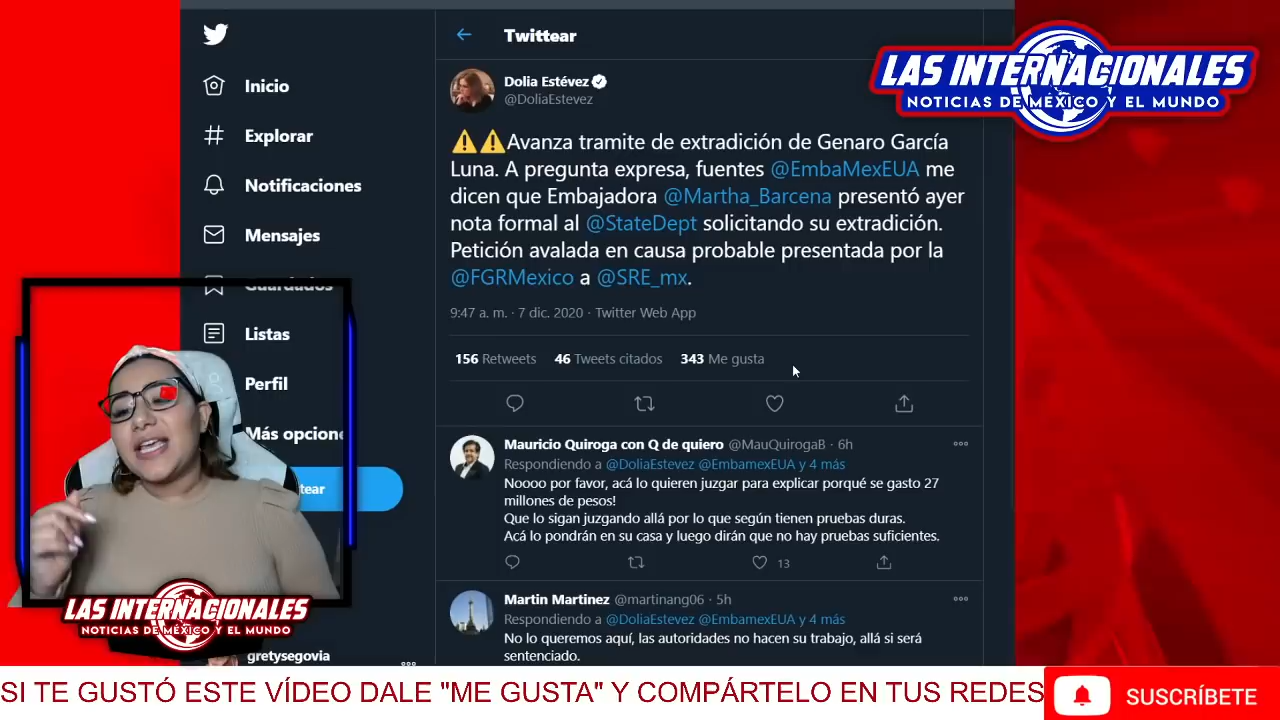 Twittear
Inicio
Explorar
Notificaciones
Mensajes
Guardados
Listas
Perfil
Más opcione
tear
gretysegovia
Dolia Estévez
@DoliaEstevez
⚠️⚠️Avanza tramite de extradición de Genaro García
Luna. A pregunta expresa, fuentes @EmbaMexEUA me
dicen que Embajadora @Martha_Barcena presentó ayer
nota formal al @StateDept solicitando su extradición.
Petición avalada en causa probable presentada por la
@FGRMexico a @SRE_mx.
9:47 a. m. · 7 dic. 2020 · Twitter Web App
156 Retweets 46 Tweets citados 343 Me gusta
Mauricio Quiroga con Q de quiero @MauQuirogaB · 6h
Respondiendo a @DoliaEstevez @EmbamexEUA y 4 más
Noooo por favor, acá lo quieren juzgar para explicar porqué se gasto 27
millones de pesos!
Que lo sigan juzgando allá por lo que según tienen pruebas duras.
Acá lo pondrán en su casa y luego dirán que no hay pruebas suficientes.
13
Martin Martinez @martinang06 · 5h
Respondiendo a @DoliaEstevez @EmbamexEUA y 4 más
No lo queremos aquí, las autoridades no hacen su trabajo, allá si será
sentenciado.
LAS INTERNACIONALES
NOTICIAS DE MÉXICO Y EL MUNDO
LAS INTERNACIONALES
NOTICIAS DE MÉXICO Y EL MUNDO
SI TE GUSTÓ ESTE VÍDEO DALE "ME GUSTA" Y COMPÁRTELO EN TUS REDES
SUSCRÍBETE